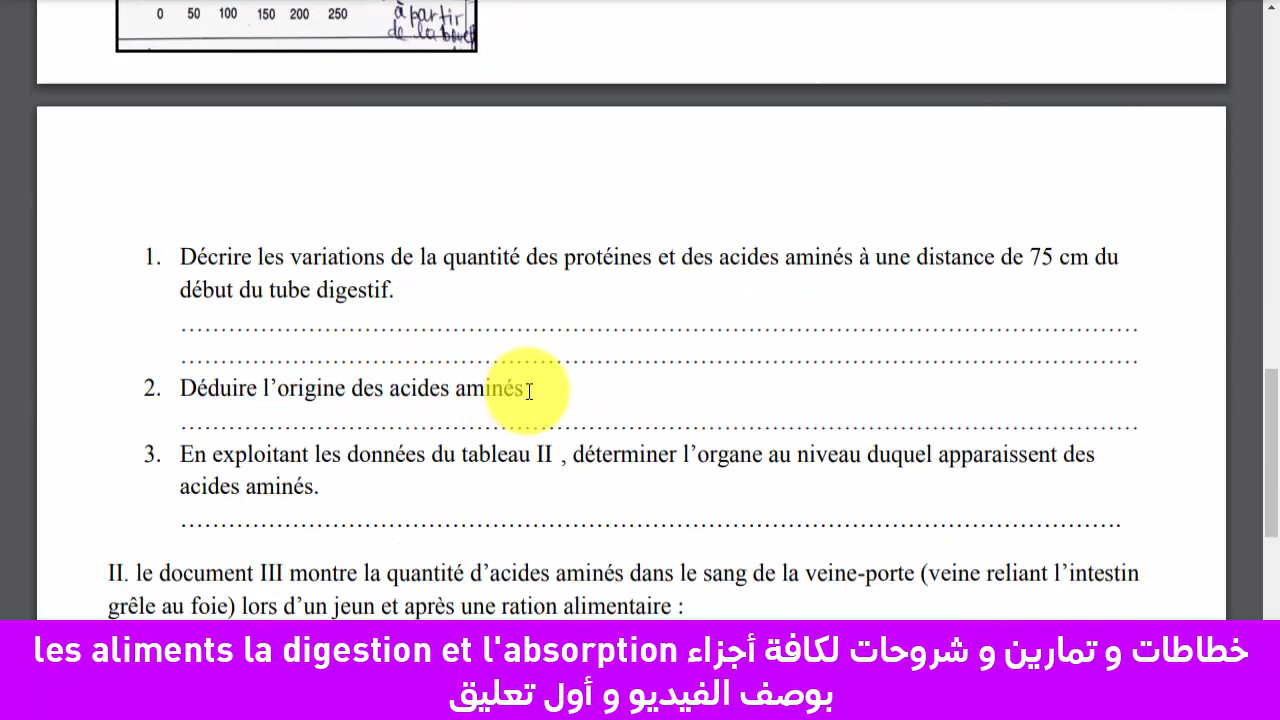 0 50 100 150 200 250 à partir
de la
1. Décrire les variations de la quantité des protéines et des acides aminés à une distance de 75 cm du
début du tube digestif.
……………………………………………………………………………………………………
……………………………………………………………………………………………………
2. Déduire l’origine des acides aminés
……………………………………………………………………………………………………
3. En exploitant les données du tableau II , déterminer l’organe au niveau duquel apparaissent des
acides aminés.
………………………………………………………………………………………………….
II. le document III montre la quantité d’acides aminés dans le sang de la veine-porte (veine reliant l’intestin
grêle au foie) lors d’un jeun et après une ration alimentaire :
خطاطات و تمارين و شروحات لكافة أجزاء les aliments la digestion et l'absorption
بوصف الفيديو و أول تعليق